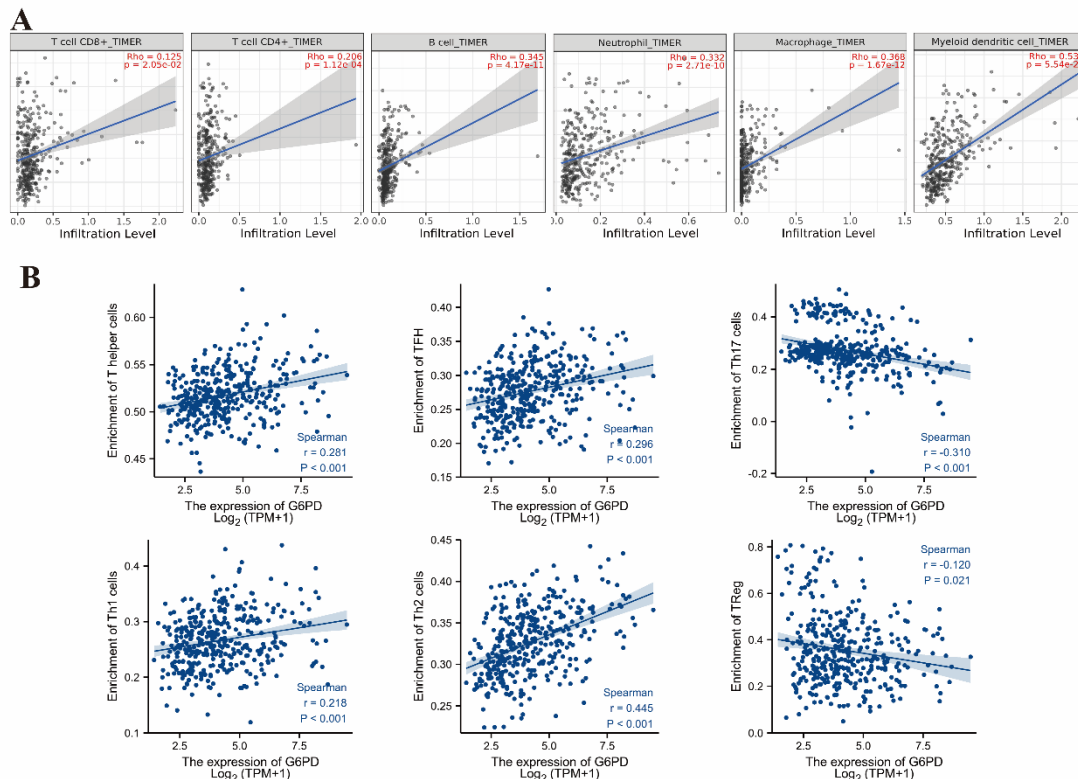 A
T cell CD8+_TIMER
Rho = 0.125
p = 2.05e-02
0.0 0.5 1.0 1.5 2.0
Infiltration Level
T cell CD4+_TIMER
Rho = 0.206
p = 1.12e-04
0.0 0.5 1.0 1.5 2.0
Infiltration Level
B cell_TIMER
Rho = 0.345
p = 4.17e-11
0.0 0.5 1.0 1.5
Infiltration Level
Neutrophil_TIMER
Rho = 0.332
p = 2.71e-10
0.0 0.2 0.4 0.6
Infiltration Level
Macrophage_TIMER
Rho = 0.368
p = 1.67e-12
0.0 0.5 1.0 1.5
Infiltration Level
Myeloid dendritic cell_TIMER
Rho = 0.53
p = 5.54e-2
0.5 1.0 1.5 2.0
Infiltration Level
B
Enrichment of T helper cells
0.60
0.55
0.50
0.45
Spearman
r = 0.281
P < 0.001
2.5 5.0 7.5
The expression of G6PD
Log2 (TPM+1)
Enrichment of TFH
0.40
0.35
0.30
0.25
0.20
0.15
Spearman
r = 0.296
P < 0.001
2.5 5.0 7.5
The expression of G6PD
Log2 (TPM+1)
Enrichment of Th17 cells
0.4
0.2
0.0
-0.2
Spearman
r = -0.310
P < 0.001
2.5 5.0 7.5
The expression of G6PD
Log2 (TPM+1)
Enrichment of Th1 cells
0.4
0.3
0.2
0.1
Spearman
r = 0.218
P < 0.001
2.5 5.0 7.5
The expression of G6PD
Log2 (TPM+1)
Enrichment of Th2 cells
0.45
0.40
0.35
0.30
0.25
Spearman
r = 0.445
P < 0.001
2.5 5.0 7.5
The expression of G6PD
Log2 (TPM+1)
Enrichment of TReg
0.8
0.6
0.4
0.2
0.0
Spearman
r = -0.120
P = 0.021
2.5 5.0 7.5
The expression of G6PD
Log2 (TPM+1)